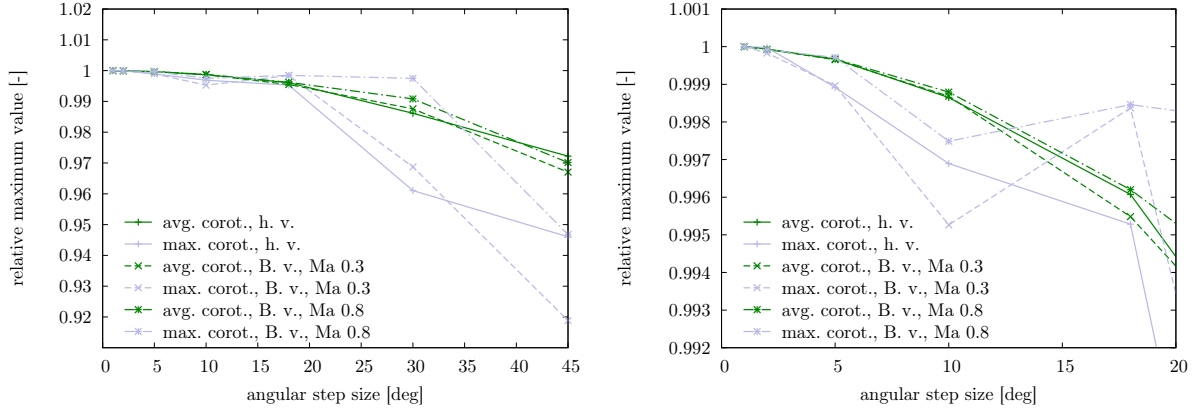 1.02
1.01
1
0.99
0.98
0.97
0.96
0.95
0.94
0.93
0.92
relative maximum value [-]
avg. corot., h. v.
max. corot., h. v.
avg. corot., B. v., Ma 0.3
max. corot., B. v., Ma 0.3
avg. corot., B. v., Ma 0.8
max. corot., B. v., Ma 0.8
0 5 10 15 20 25 30 35 40 45
angular step size [deg]
1.001
1
0.999
0.998
0.997
0.996
0.995
0.994
0.993
0.992
relative maximum value [-]
avg. corot., h. v.
max. corot., h. v.
avg. corot., B. v., Ma 0.3
max. corot., B. v., Ma 0.3
avg. corot., B. v., Ma 0.8
max. corot., B. v., Ma 0.8
0 5 10 15 20
angular step size [deg]